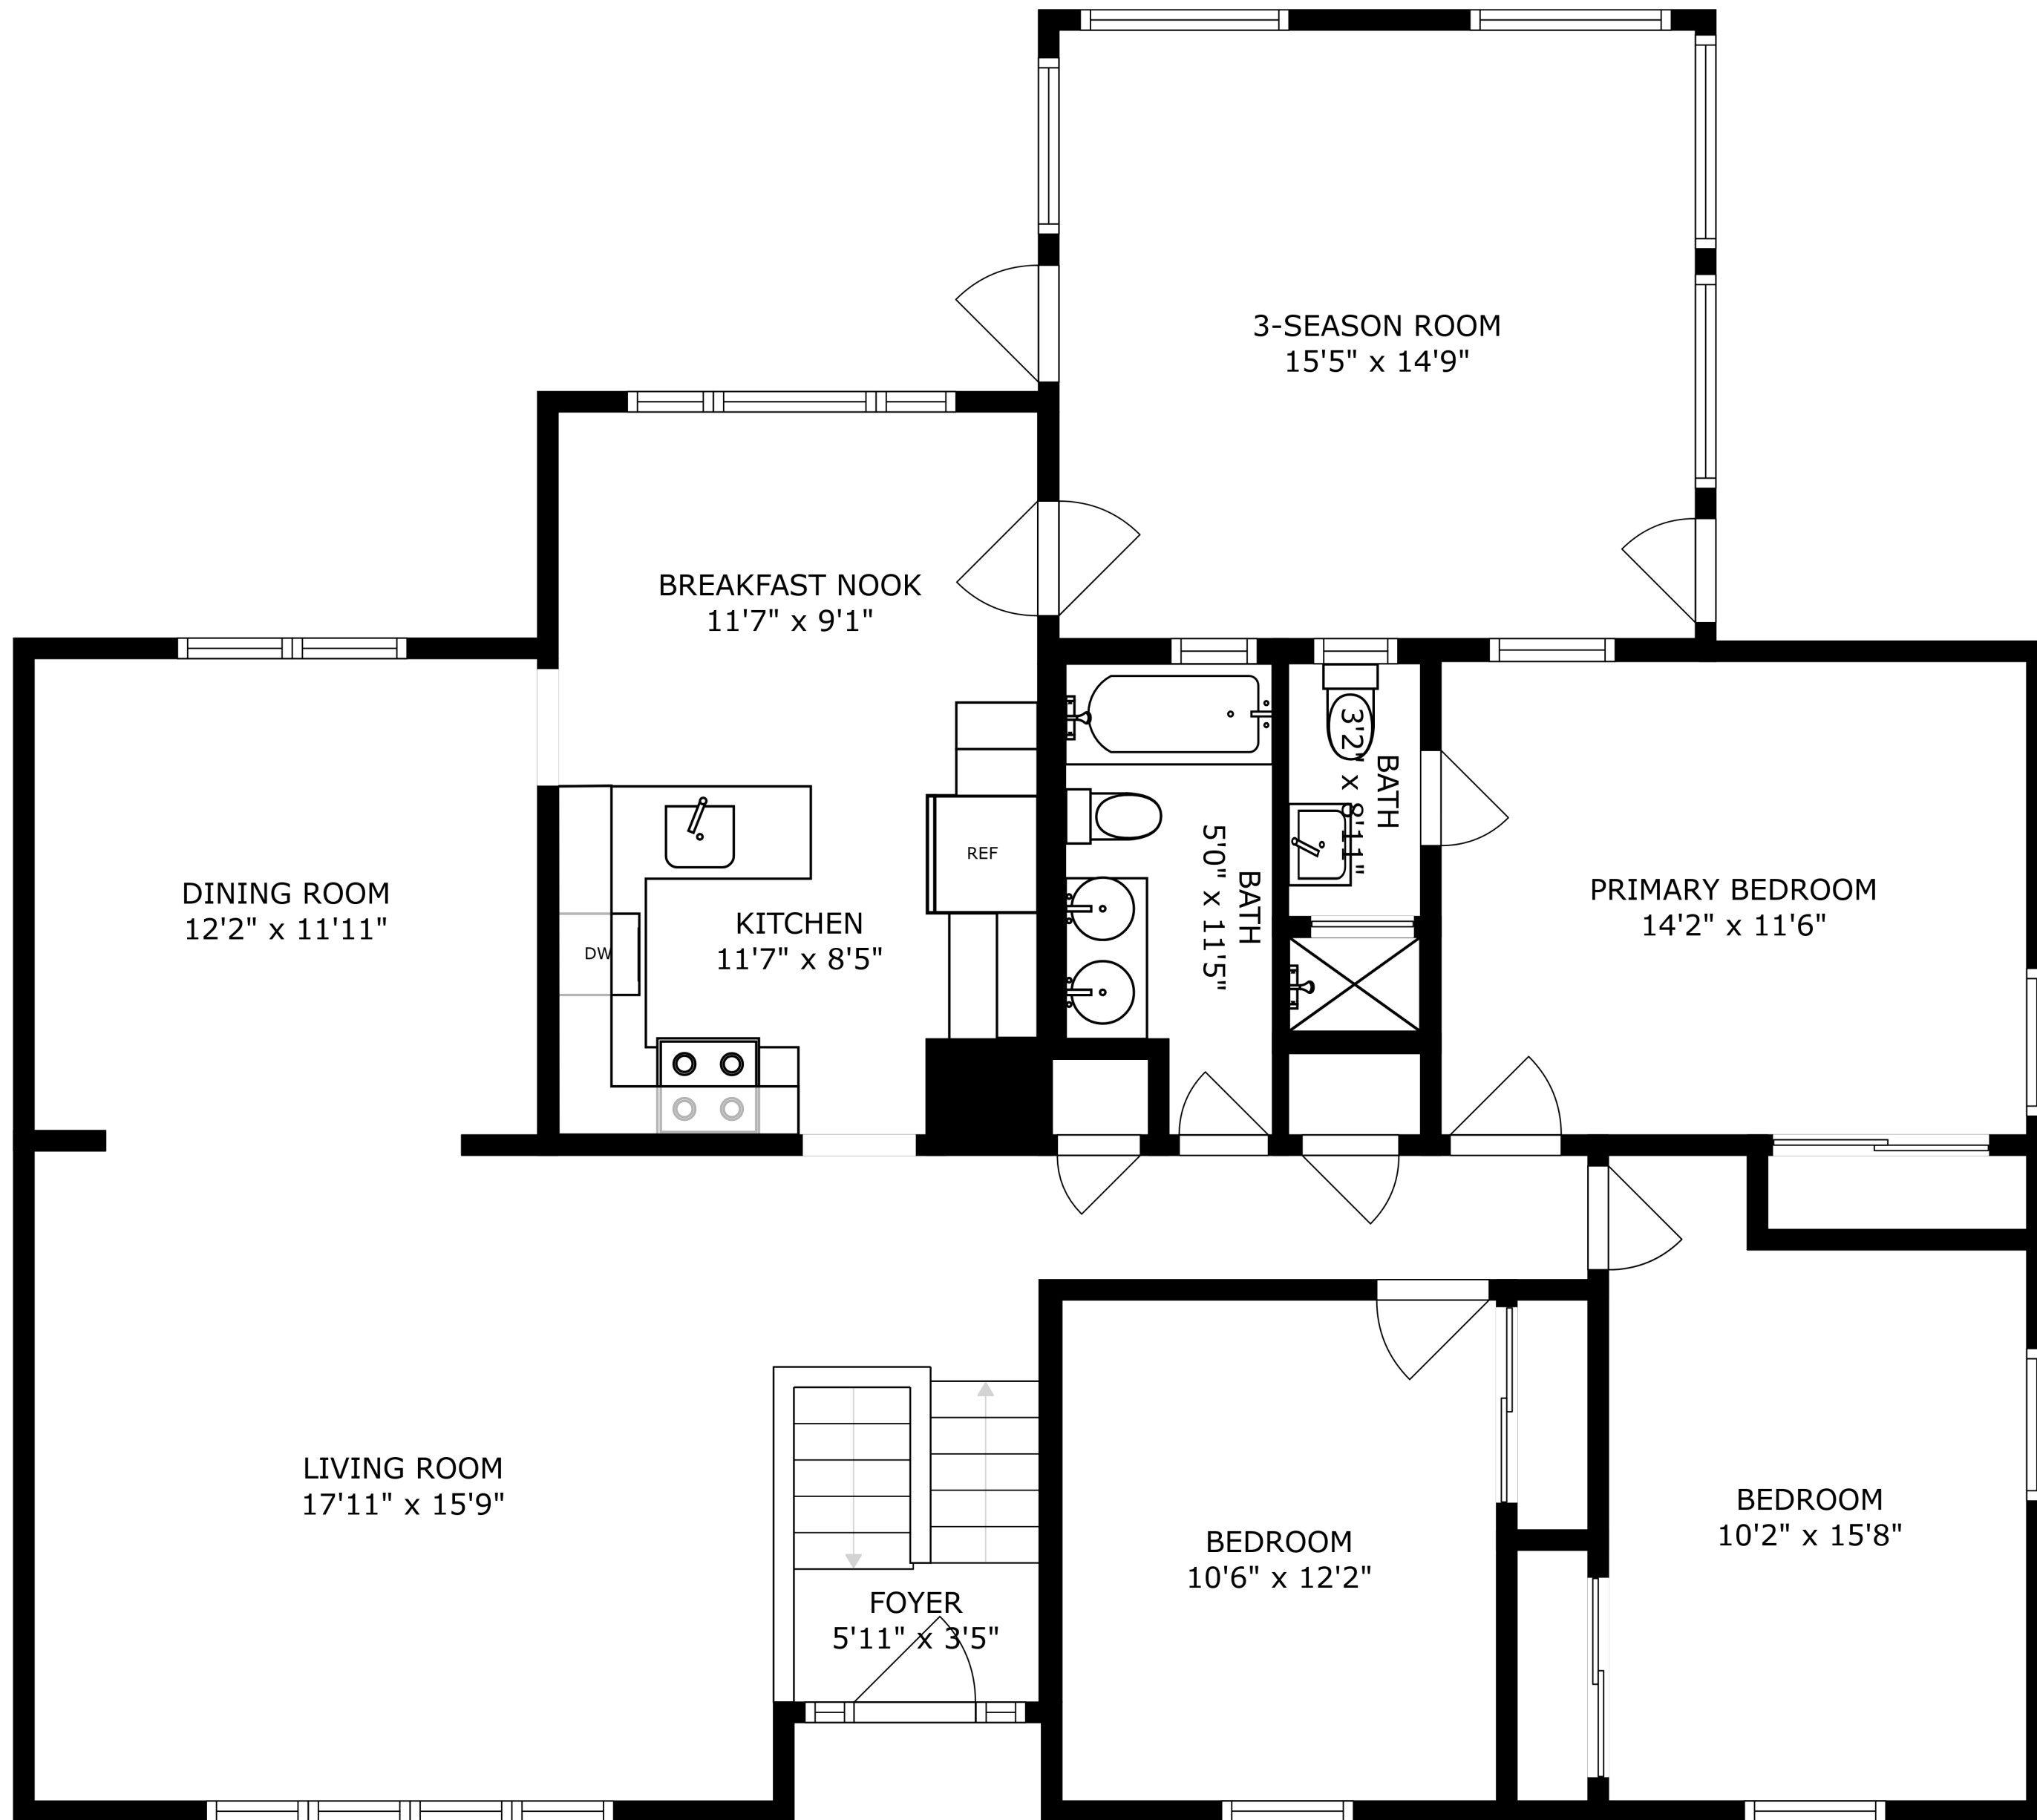 3-SEASON ROOM
15'5" x 14'9"
BREAKFAST NOOK
11'7" x 9'1"
BATH
3'2" x 8'11"
REF
BATH
5'0" x 11'5"
DINING ROOM
12'2" x 11'11"
KITCHEN
11'7" x 8'5"
DW
PRIMARY BEDROOM
14'2" x 11'6"
LIVING ROOM
17'11" x 15'9"
BEDROOM
10'6" x 12'2"
BEDROOM
10'2" x 15'8"
FOYER
5'11" x 3'5"